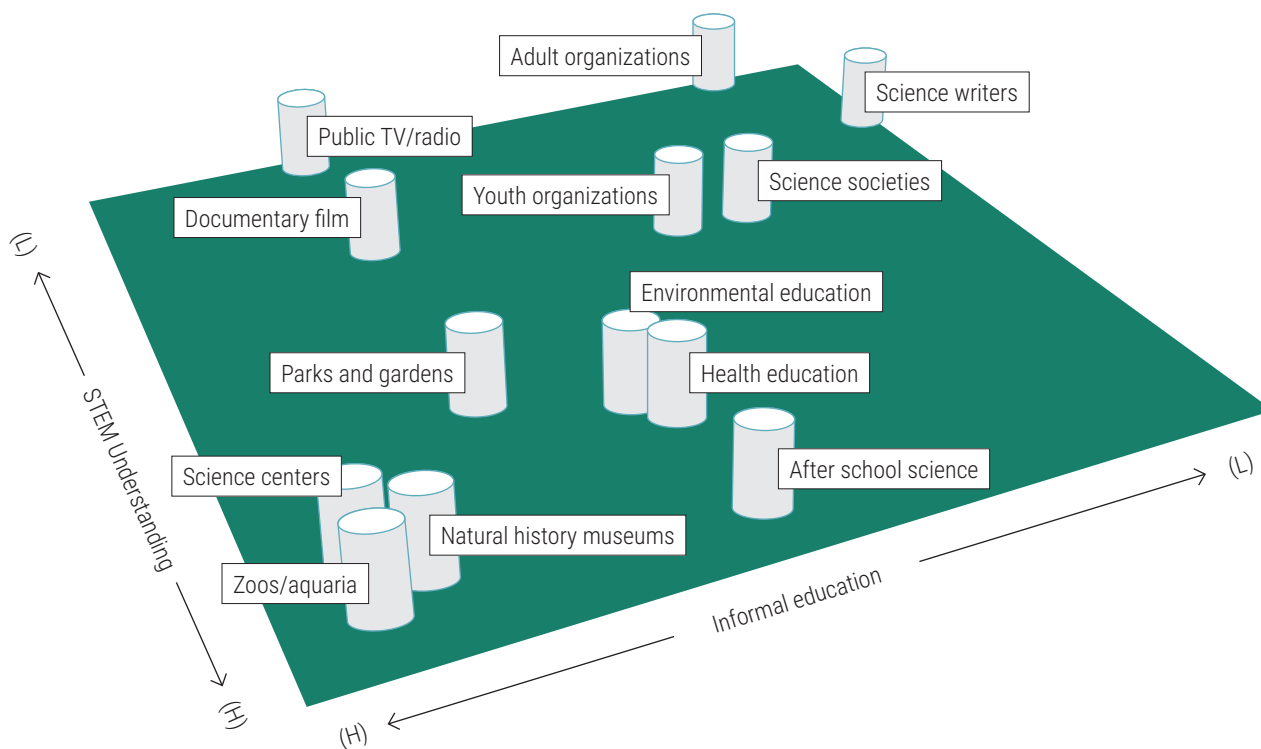 Adult organizations
Science writers
Public TV/radio
Youth organizations
Science societies
Documentary film
(L)
Environmental education
STEM Understanding
Parks and gardens
Health education
Science centers
After school science
(L)
Natural history museums
Zoos/aquaria
Informal education
(H)
(H)